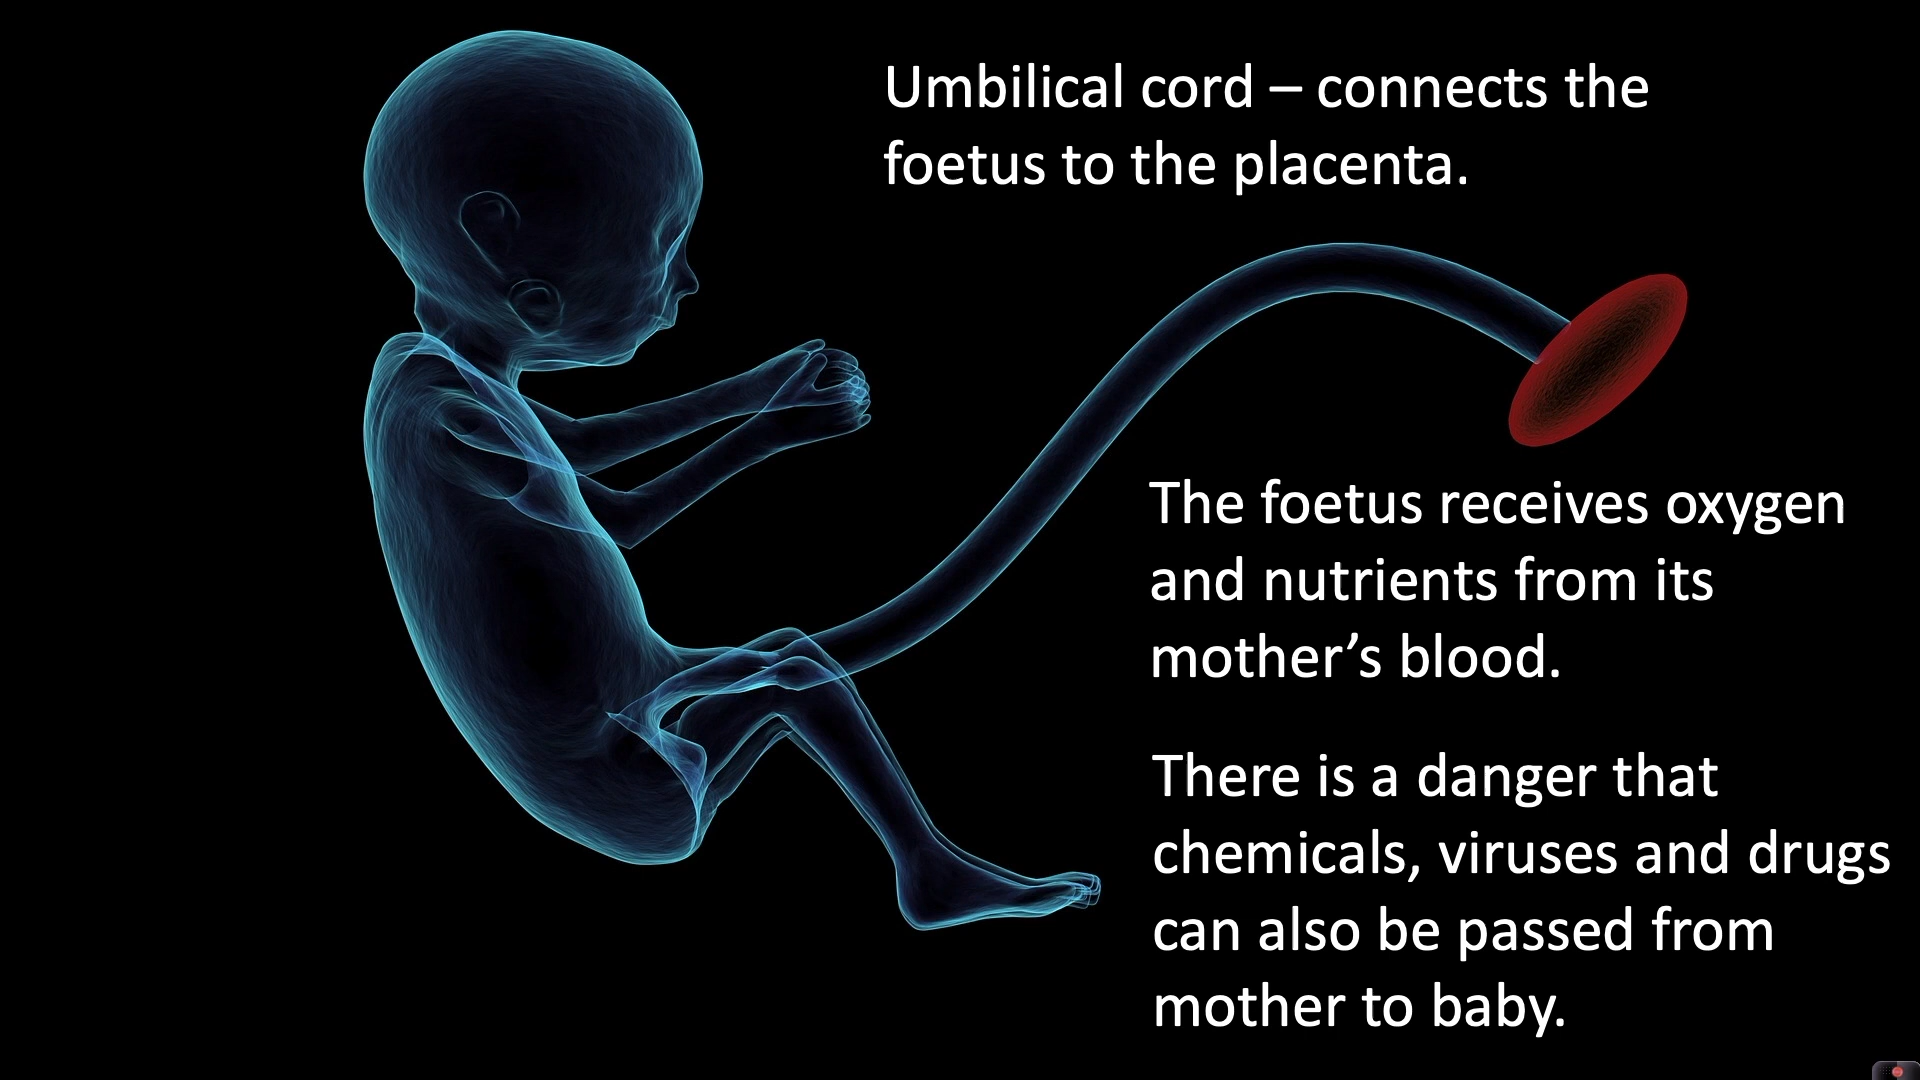 Umbilical cord – connects the
foetus to the placenta.
The foetus receives oxygen
and nutrients from its
mother’s blood.
There is a danger that
chemicals, viruses and drugs
can also be passed from
mother to baby.